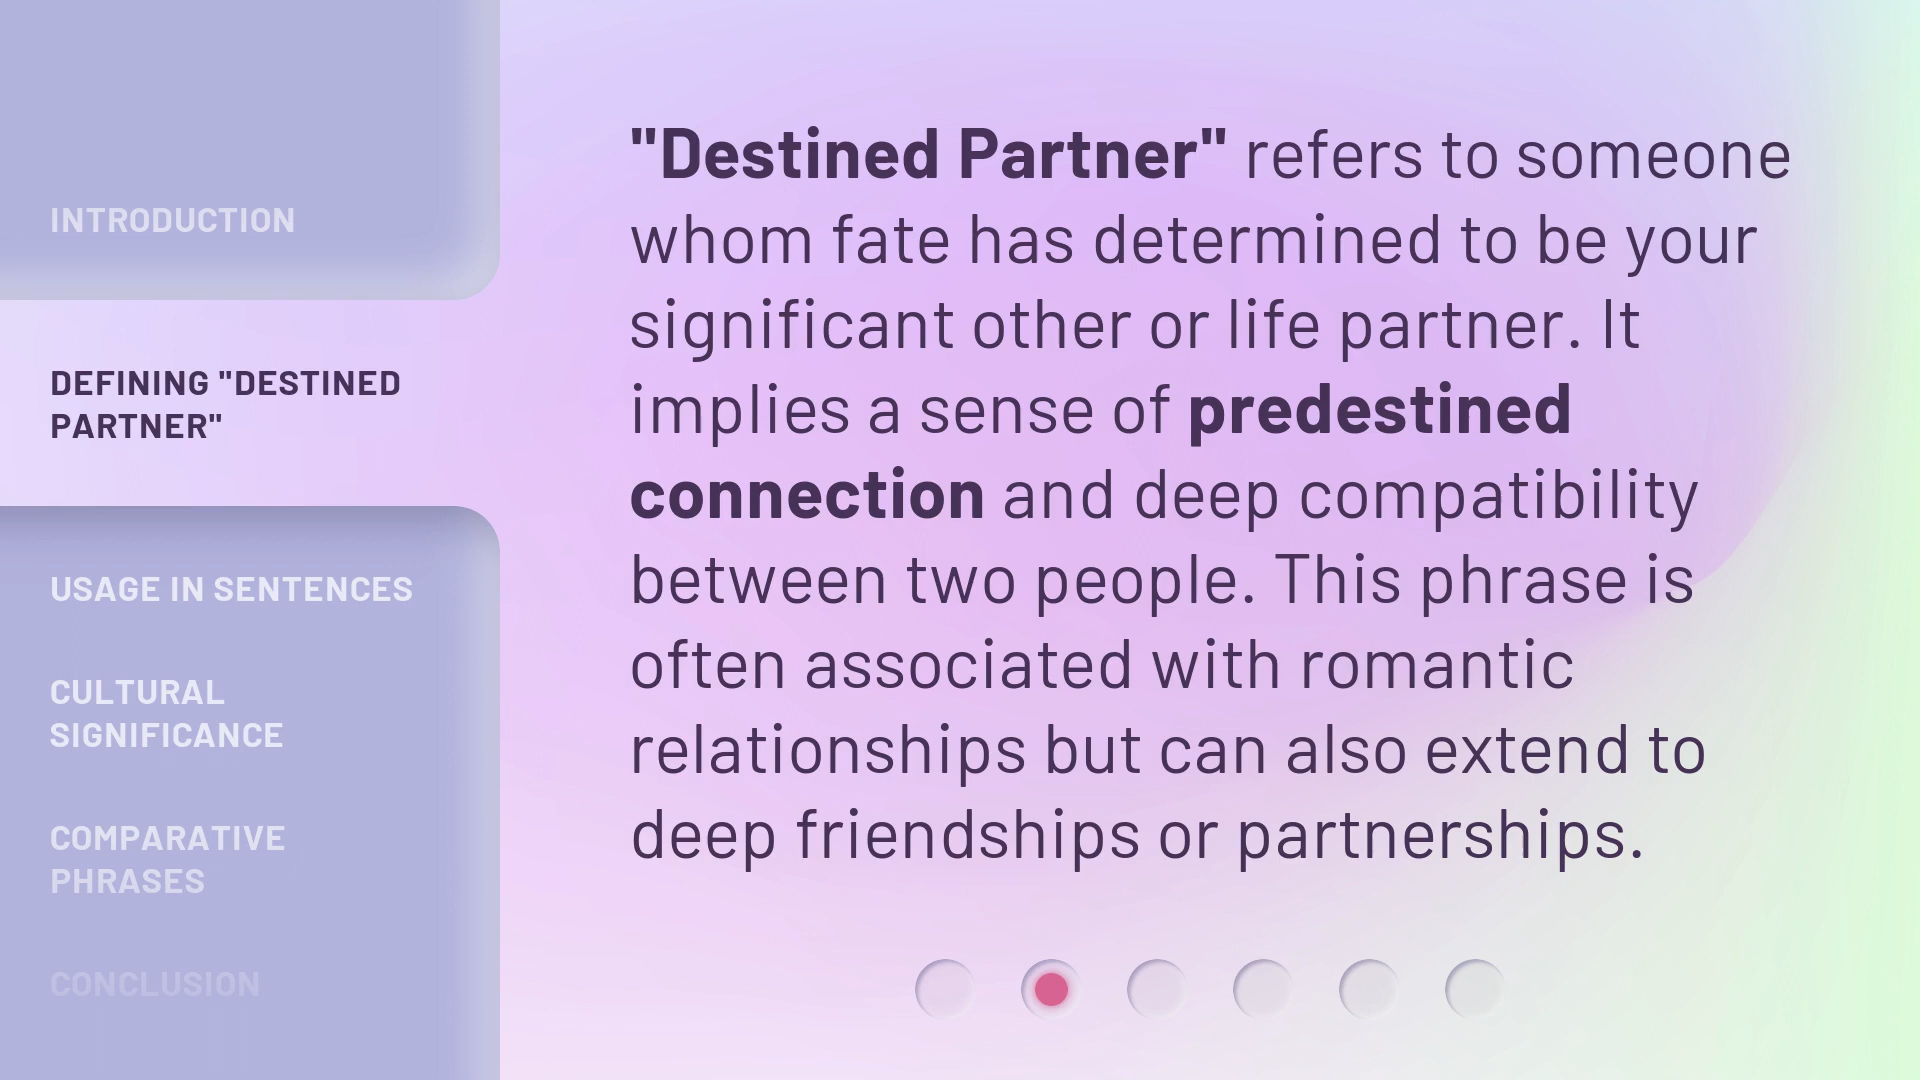 INTRODUCTION
DEFINING "DESTINED
PARTNER"
USAGE IN SENTENCES
CULTURAL
SIGNIFICANCE
COMPARATIVE
PHRASES
CONCLUSION
"Destined Partner" refers to someone
whom fate has determined to be your
significant other or life partner. It
implies a sense of predestined
connection and deep compatibility
between two people. This phrase is
often associated with romantic
relationships but can also extend to
deep friendships or partnerships.